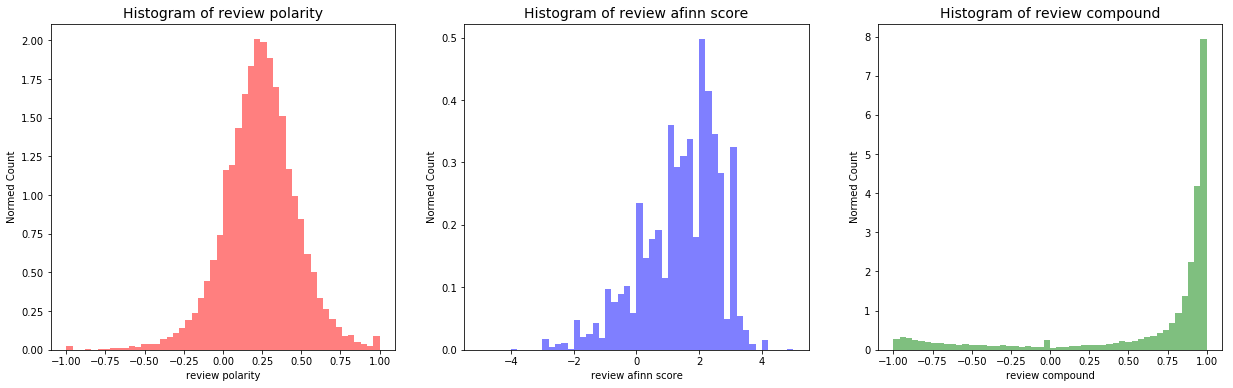 Histogram of review polarity
Normed Count
2.00
1.75
1.50
1.25
1.00
0.75
0.50
0.25
0.00
−1.00 −0.75 −0.50 −0.25 0.00 0.25 0.50 0.75 1.00
review polarity
Histogram of review afinn score
Normed Count
0.5
0.4
0.3
0.2
0.1
0.0
−4 −2 0 2 4
review afinn score
Histogram of review compound
Normed Count
8
7
6
5
4
3
2
1
0
−1.00 −0.75 −0.50 −0.25 0.00 0.25 0.50 0.75 1.00
review compound